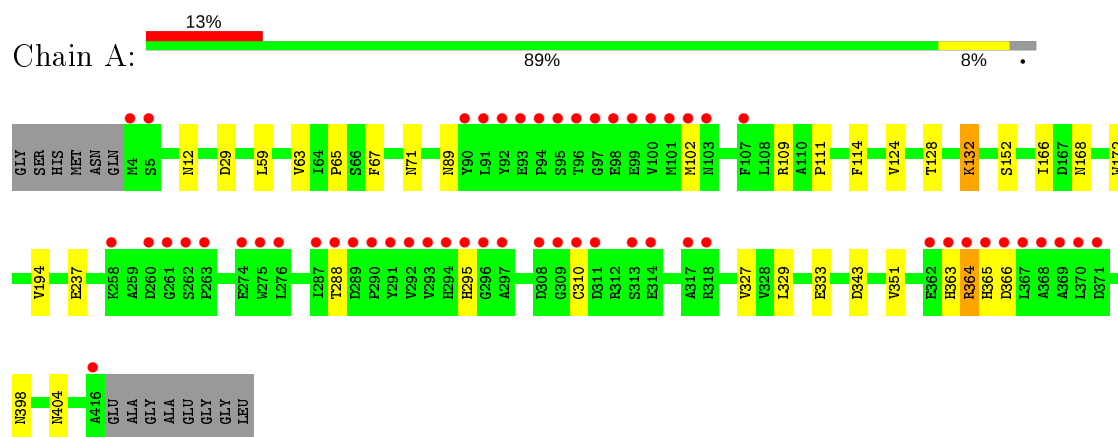 13%
Chain A:
89% 8% •
GLY SER HIS MET ASN GLN M4 S5 N12 D29 L59 V63 I64 P65 S66 F67 N71 N89 Y90 L91 Y92 E93 P94 S95 T96 G97 E98 E99 V100 M101 M102 N103 F107 L108 R109 A110 P111 F114 V124 T128 K132 S152 I166 D167 N168 W172
V194 E237 K258 A259 D260 G261 S262 P263 E274 W275 L276 I287 T288 D289 P290 Y291 V292 V293 H294 H295 G296 A297 D308 G309 C310 D311 R312 S313 E314 A317 R318 V327 V328 L329 E333 D343 V351 E362 H363 R364 H365 D366 L367 A368 A369 L370 D371
N398 N404 A416 GLU ALA GLY ALA GLU GLY GLY LEU